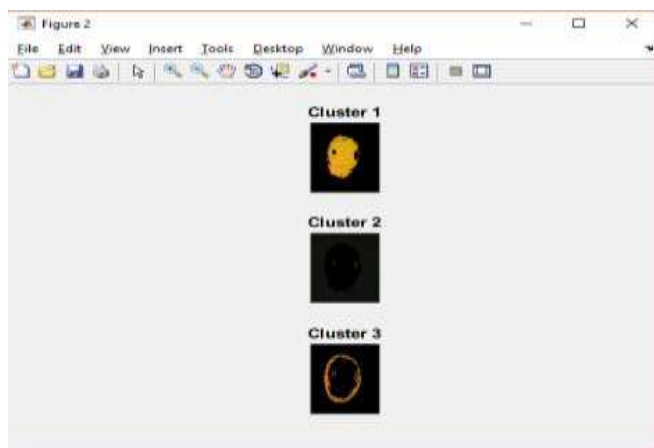 Figure 2
File Edit View Insert Tools Desktop Window Help
Cluster 1
Cluster 2
Cluster 3